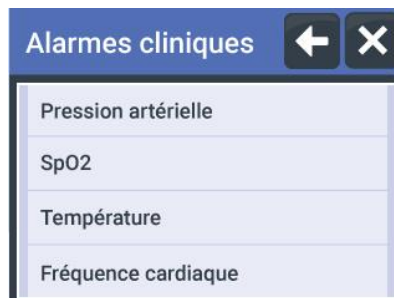 Alarmes cliniques
Pression artérielle
SpO2
Température
Fréquence cardiaque